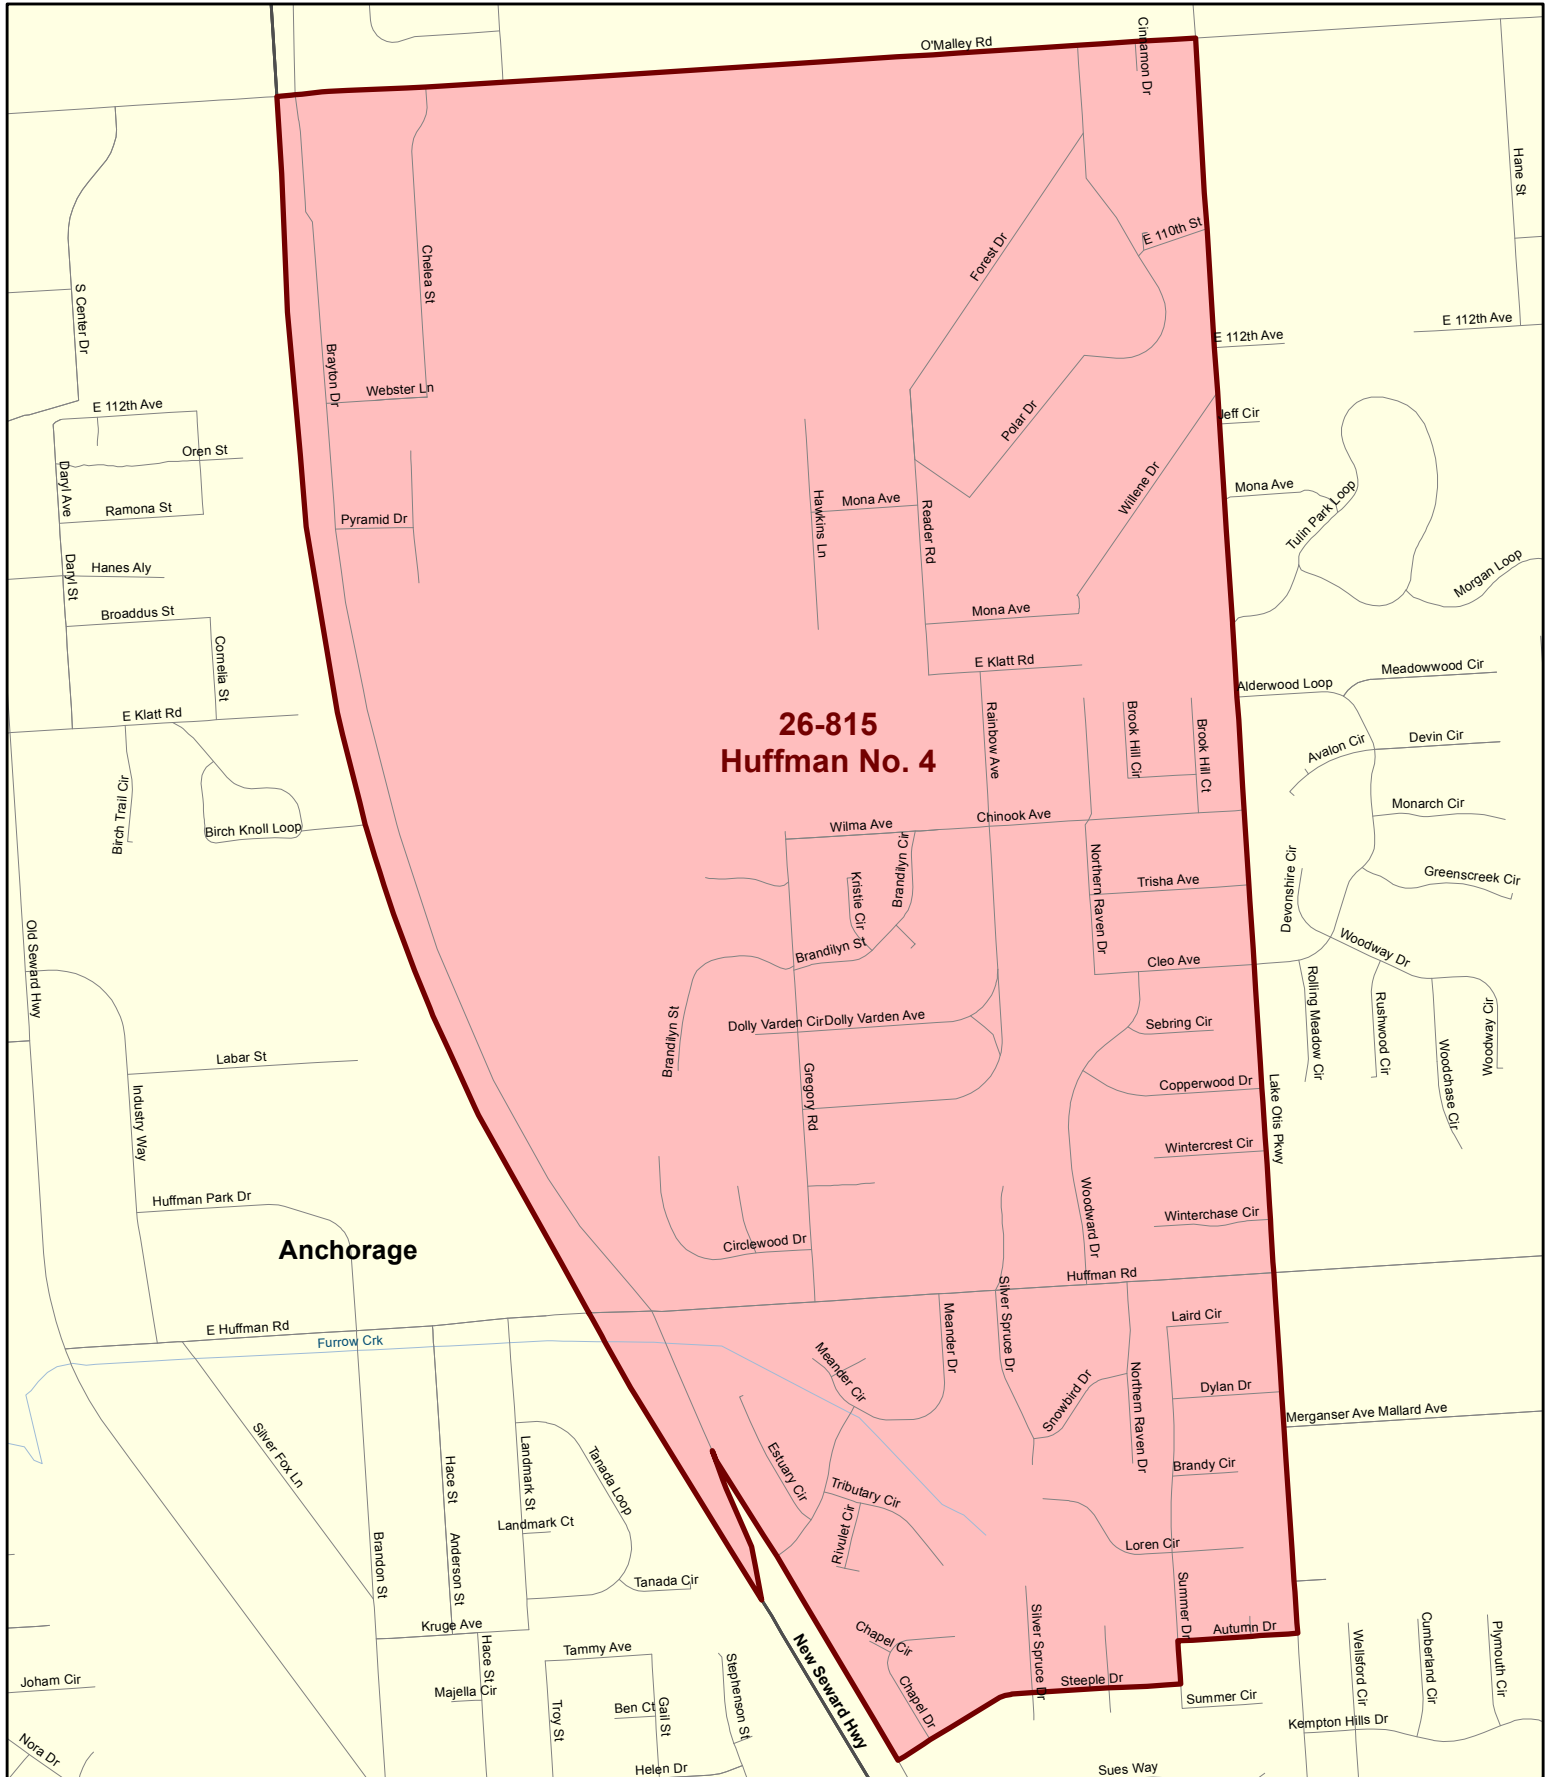 O'Malley Rd
Cinnamon Dr
Hane St
E 110th St
Forest Dr
Chelea St
S Center Dr
E 112th Ave
E 112th Ave
Brayton Dr
Webster Ln
E 112th Ave
Jeff Cir
Polar Dr
Oren St
Daryl Ave
Willene Dr
Mona Ave
Mona Ave
Hawkins Ln
Reader Rd
Tulin Park Loop
Ramona St
Pyramid Dr
Daryl St
Hanes Aly
Morgan Loop
Broaddus St
Mona Ave
Cornelia St
E Klatt Rd
Meadowwood Cir
Alderwood Loop
E Klatt Rd
26-815
Huffman No. 4
Rainbow Ave
Brook Hill Cir
Brook Hill Ct
Avalon Cir
Devin Cir
Birch Trail Cir
Monarch Cir
Birch Knoll Loop
Wilma Ave
Chinook Ave
Brandilyn Cir
Kristie Cir
Northern Raven Dr
Trisha Ave
Devonshire Cir
Greenscreek Cir
Old Seward Hwy
Brandilyn St
Woodway Dr
Cleo Ave
Rolling Meadow Cir
Rushwood Cir
Woodway Cir
Brandilyn St
Dolly Varden Cir
Dolly Varden Ave
Sebring Cir
Woodchase Cir
Labar St
Industry Way
Gregory Rd
Copperwood Dr
Lake Otis Pkwy
Wintercrest Cir
Huffman Park Dr
Woodward Dr
Winterchase Cir
Anchorage
Circlewood Dr
Huffman Rd
Silver Spruce Dr
E Huffman Rd
Furrow Crk
Meander Dr
Laird Cir
Meander Cir
Northern Raven Dr
Snowbird Dr
Dylan Dr
Merganser Ave
Mallard Ave
Silver Fox Ln
Hace St
Landmark St
Tanada Loop
Estuary Cir
Tributary Cir
Rivulet Cir
Brandy Cir
Landmark Ct
Brandon St
Anderson St
Loren Cir
Tanada Cir
Summer Dr
Silver Spruce Dr
Kruge Ave
Autumn Dr
Hace St
Tammy Ave
Chapel Cir
New Seward Hwy
Wellsford Cir
Cumberland Cir
Plymouth Cir
Joham Cir
Majella Cir
Stephenson St
Chapel Dr
Steeple Dr
Summer Cir
Troy St
Ben Ct
Gail St
Kempton Hills Dr
Nora Dr
Helen Dr
Sues Way